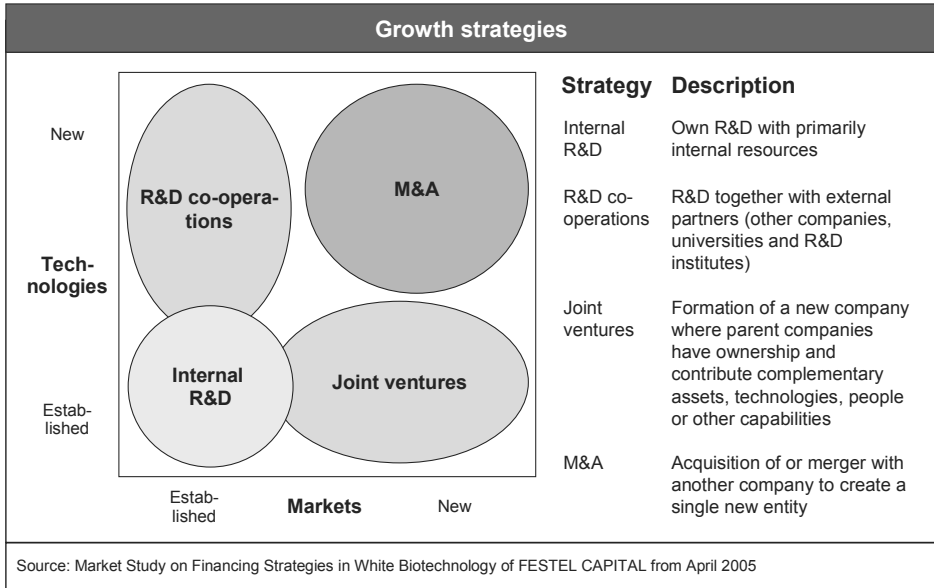 Growth strategies
New
Tech-
nologies
Estab-
lished
R&D co-opera-
tions
M&A
Internal
R&D
Joint ventures
Estab-
lished
Markets
New
Strategy Description
Internal Own R&D with primarily
R&D internal resources
R&D co- R&D together with external
operations partners (other companies,
universities and R&D
institutes)
Joint Formation of a new company
ventures where parent companies
have ownership and
contribute complementary
assets, technologies, people
or other capabilities
M&A Acquisition of or merger with
another company to create a
single new entity
Source: Market Study on Financing Strategies in White Biotechnology of FESTEL CAPITAL from April 2005